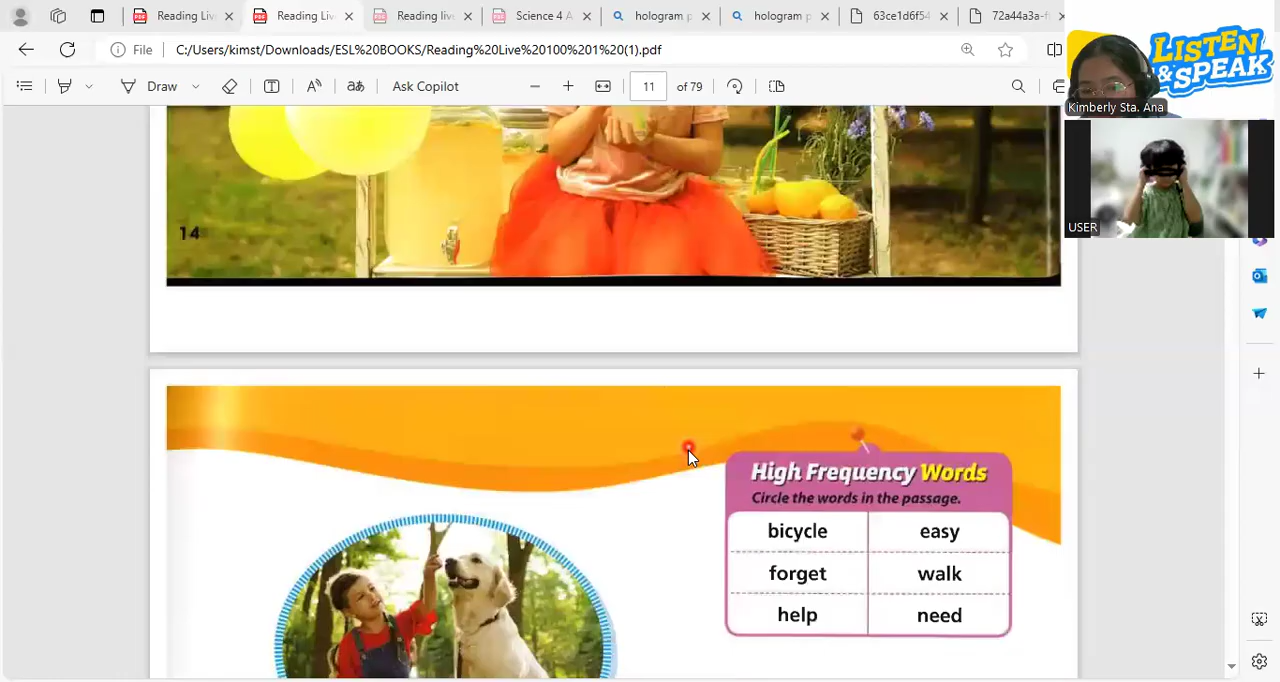 Reading Liv
Reading Liv
Reading live
Science 4 A
hologram p
hologram p
63ce1d6f54
72a44a3a-f
File
C:/Users/kimst/Downloads/ESL%20BOOKS/Reading%20Live%20100%201%20(1).pdf
Draw
Ask Copilot
11
of 79
LISTEN
& SPEAK
Kimberly Sta. Ana
USER
14
High Frequency Words
Circle the words in the passage.
bicycle
easy
forget
walk
help
need